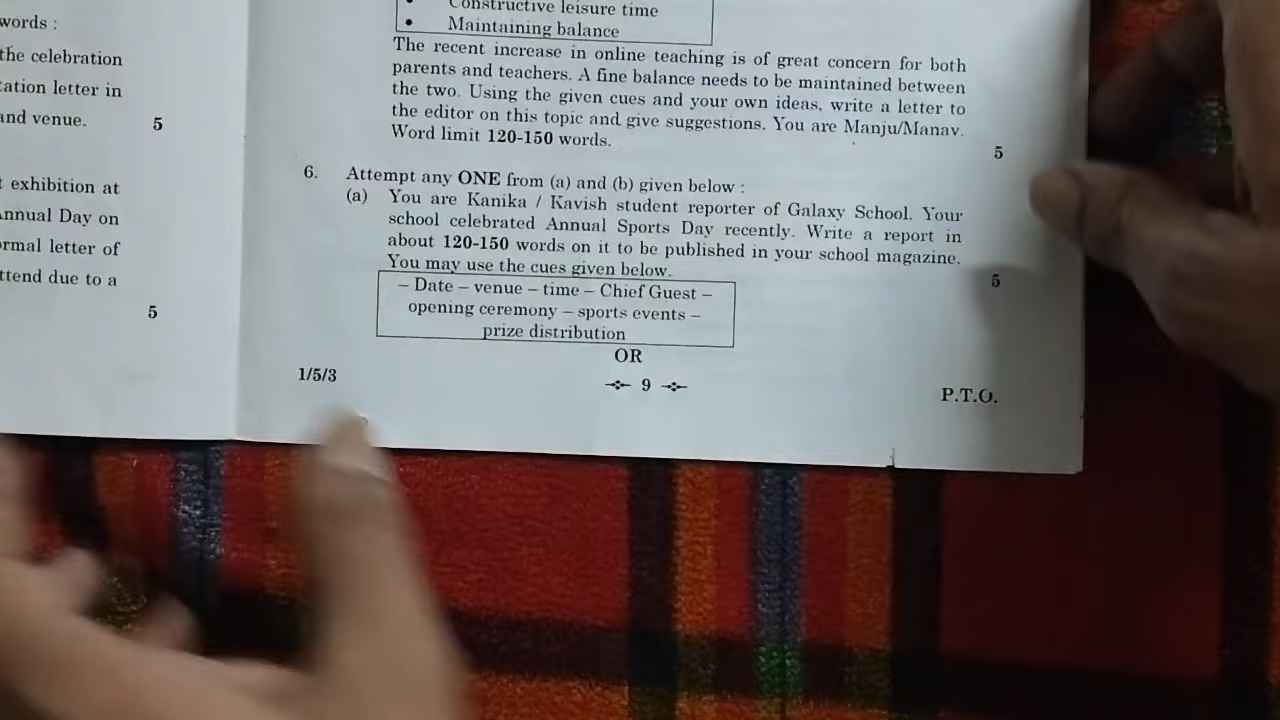 words :
the celebration
tation letter in
and venue.
5
t exhibition at
Annual Day on
ormal letter of
ttend due to a
5
• Constructive leisure time
• Maintaining balance
The recent increase in online teaching is of great concern for both
parents and teachers. A fine balance needs to be maintained between
the two. Using the given cues and your own ideas, write a letter to
the editor on this topic and give suggestions. You are Manju/Manav.
Word limit 120-150 words.
5
6. Attempt any ONE from (a) and (b) given below :
(a) You are Kanika / Kavish student reporter of Galaxy School. Your
school celebrated Annual Sports Day recently. Write a report in
about 120-150 words on it to be published in your school magazine.
You may use the cues given below.
5
– Date – venue – time – Chief Guest –
opening ceremony – sports events –
prize distribution
OR
1/5/3
9
P.T.O.